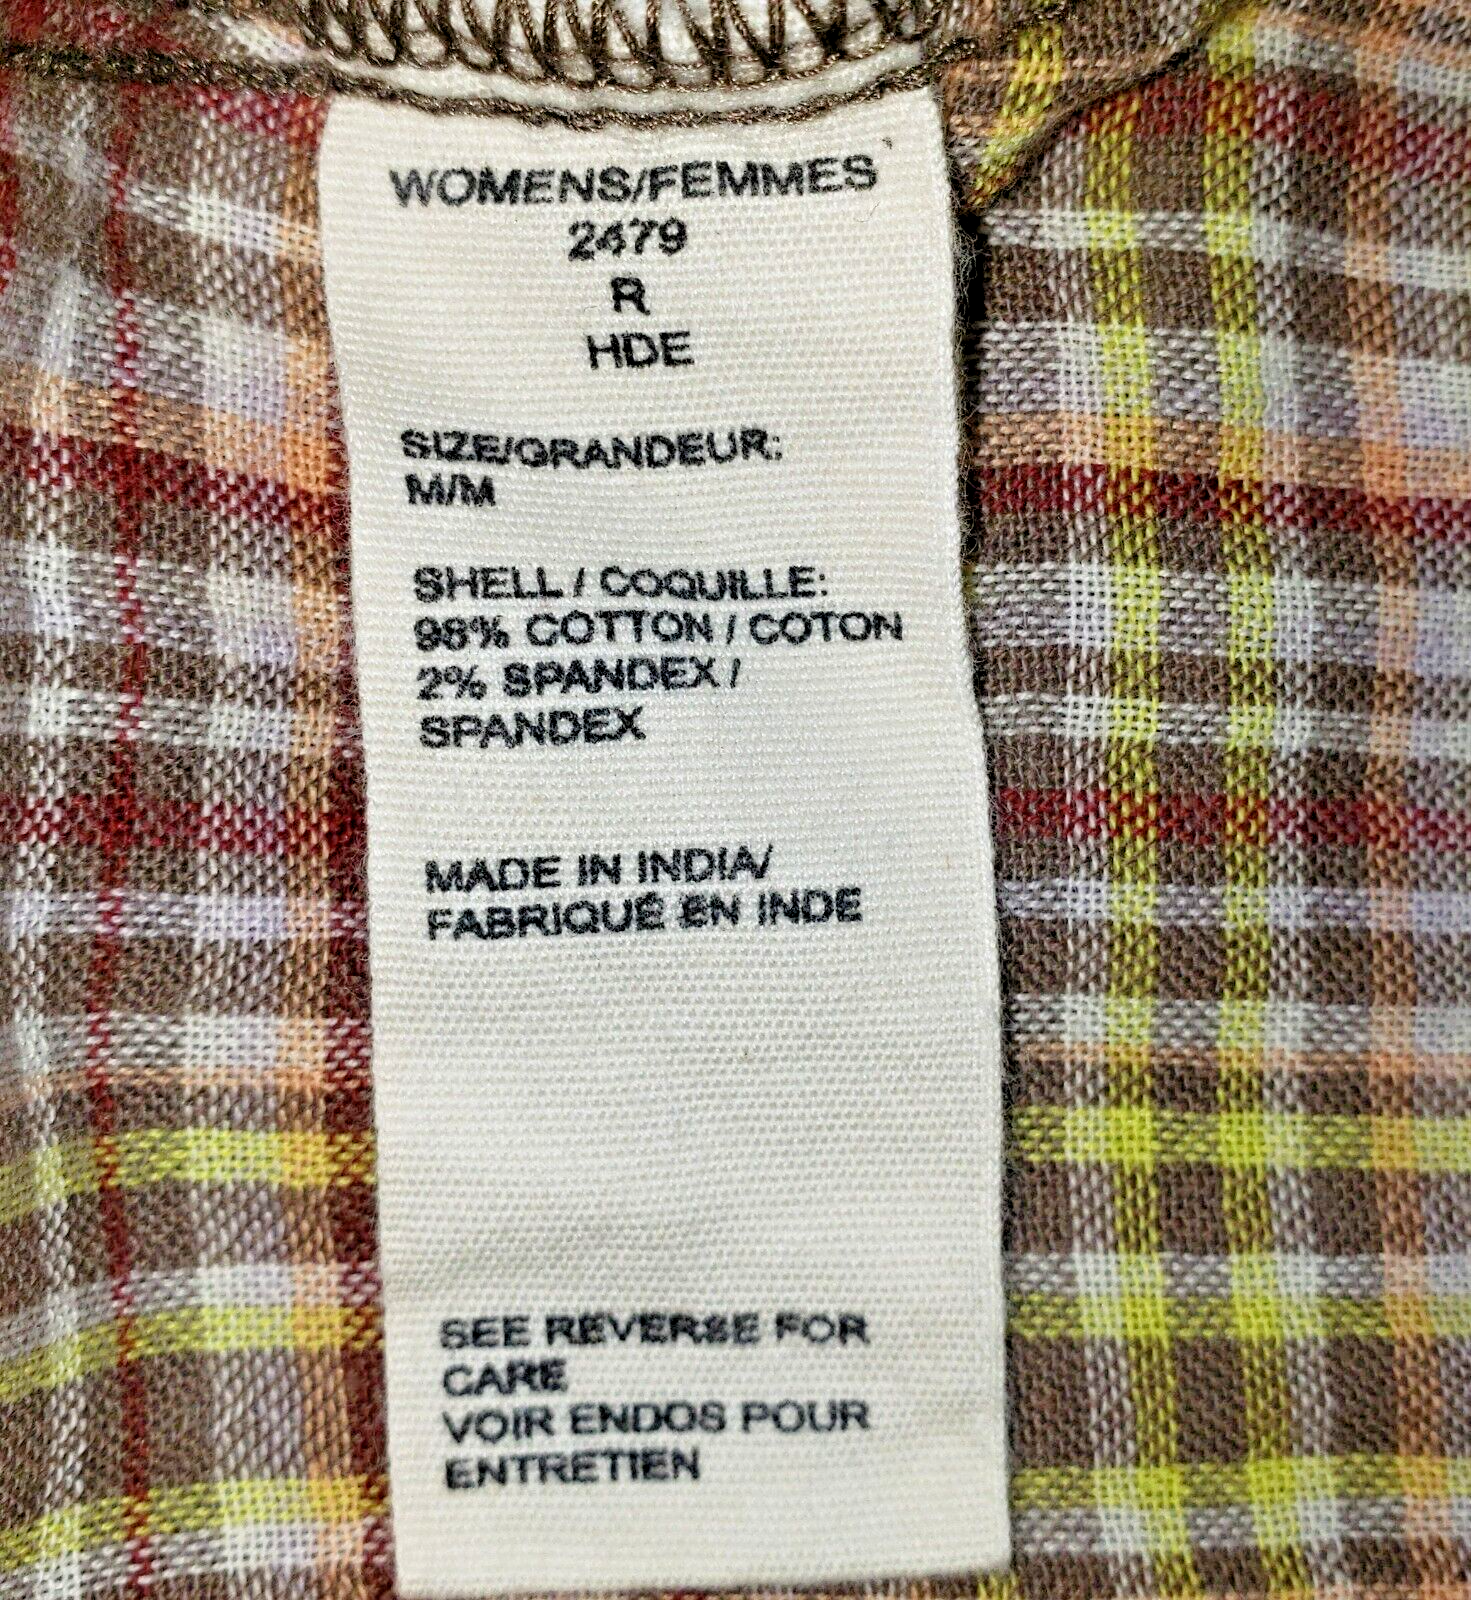 WOMENS/FEMMES
2479
R
HDE
SIZE/GRANDEUR:
M/M
SHELL / COQUILLE:
98% COTTON / COTON
2% SPANDEX /
SPANDEX
MADE IN INDIA/
FABRIQUÉ EN INDE
SEE REVERSE FOR
CARE
VOIR ENDOS POUR
ENTRETIEN